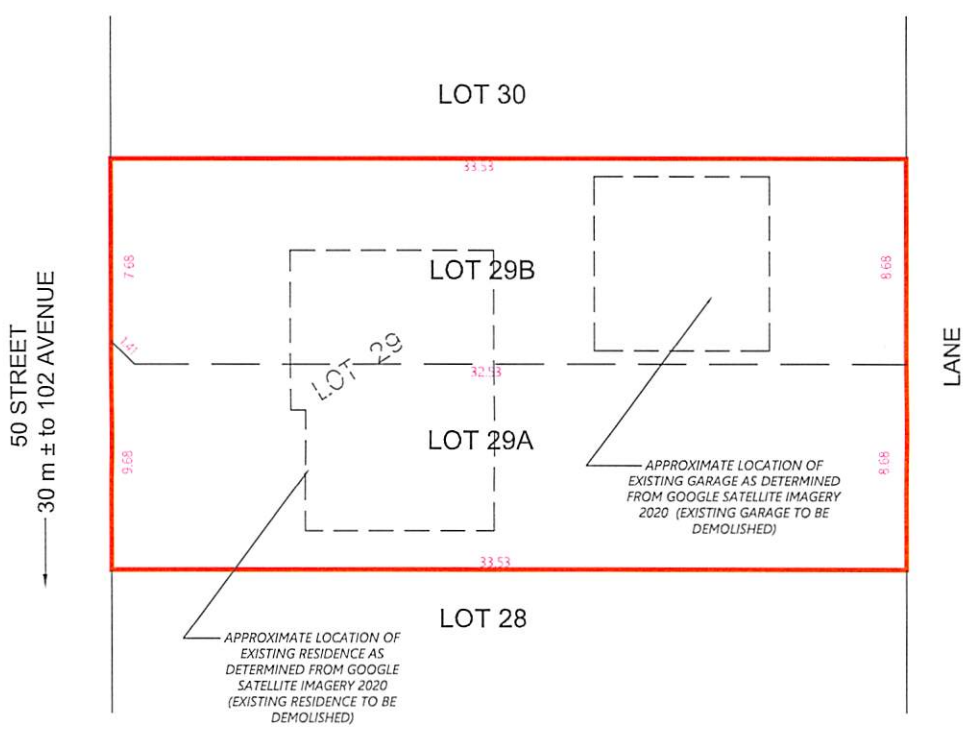 LOT 30
33.53
7.68
LOT 29B
8.68
50 STREET
30 m ± to 102 AVENUE
1.41
LOT 29
32.53
LANE
9.68
LOT 29A
8.68
APPROXIMATE LOCATION OF
EXISTING GARAGE AS DETERMINED
FROM GOOGLE SATELLITE IMAGERY
2020 (EXISTING GARAGE TO BE
DEMOLISHED)
33.53
LOT 28
APPROXIMATE LOCATION OF
EXISTING RESIDENCE AS
DETERMINED FROM GOOGLE
SATELLITE IMAGERY 2020
(EXISTING RESIDENCE TO BE
DEMOLISHED)